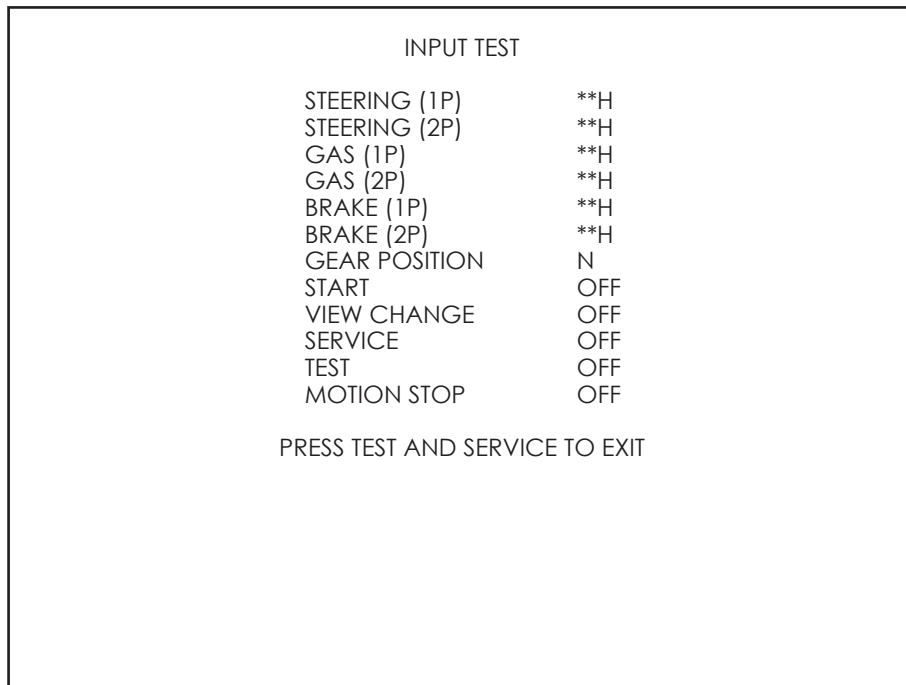 INPUT TEST
STEERING (1P) **H
STEERING (2P) **H
GAS (1P) **H
GAS (2P) **H
BRAKE (1P) **H
BRAKE (2P) **H
GEAR POSITION N
START OFF
VIEW CHANGE OFF
SERVICE OFF
TEST OFF
MOTION STOP OFF
PRESS TEST AND SERVICE TO EXIT